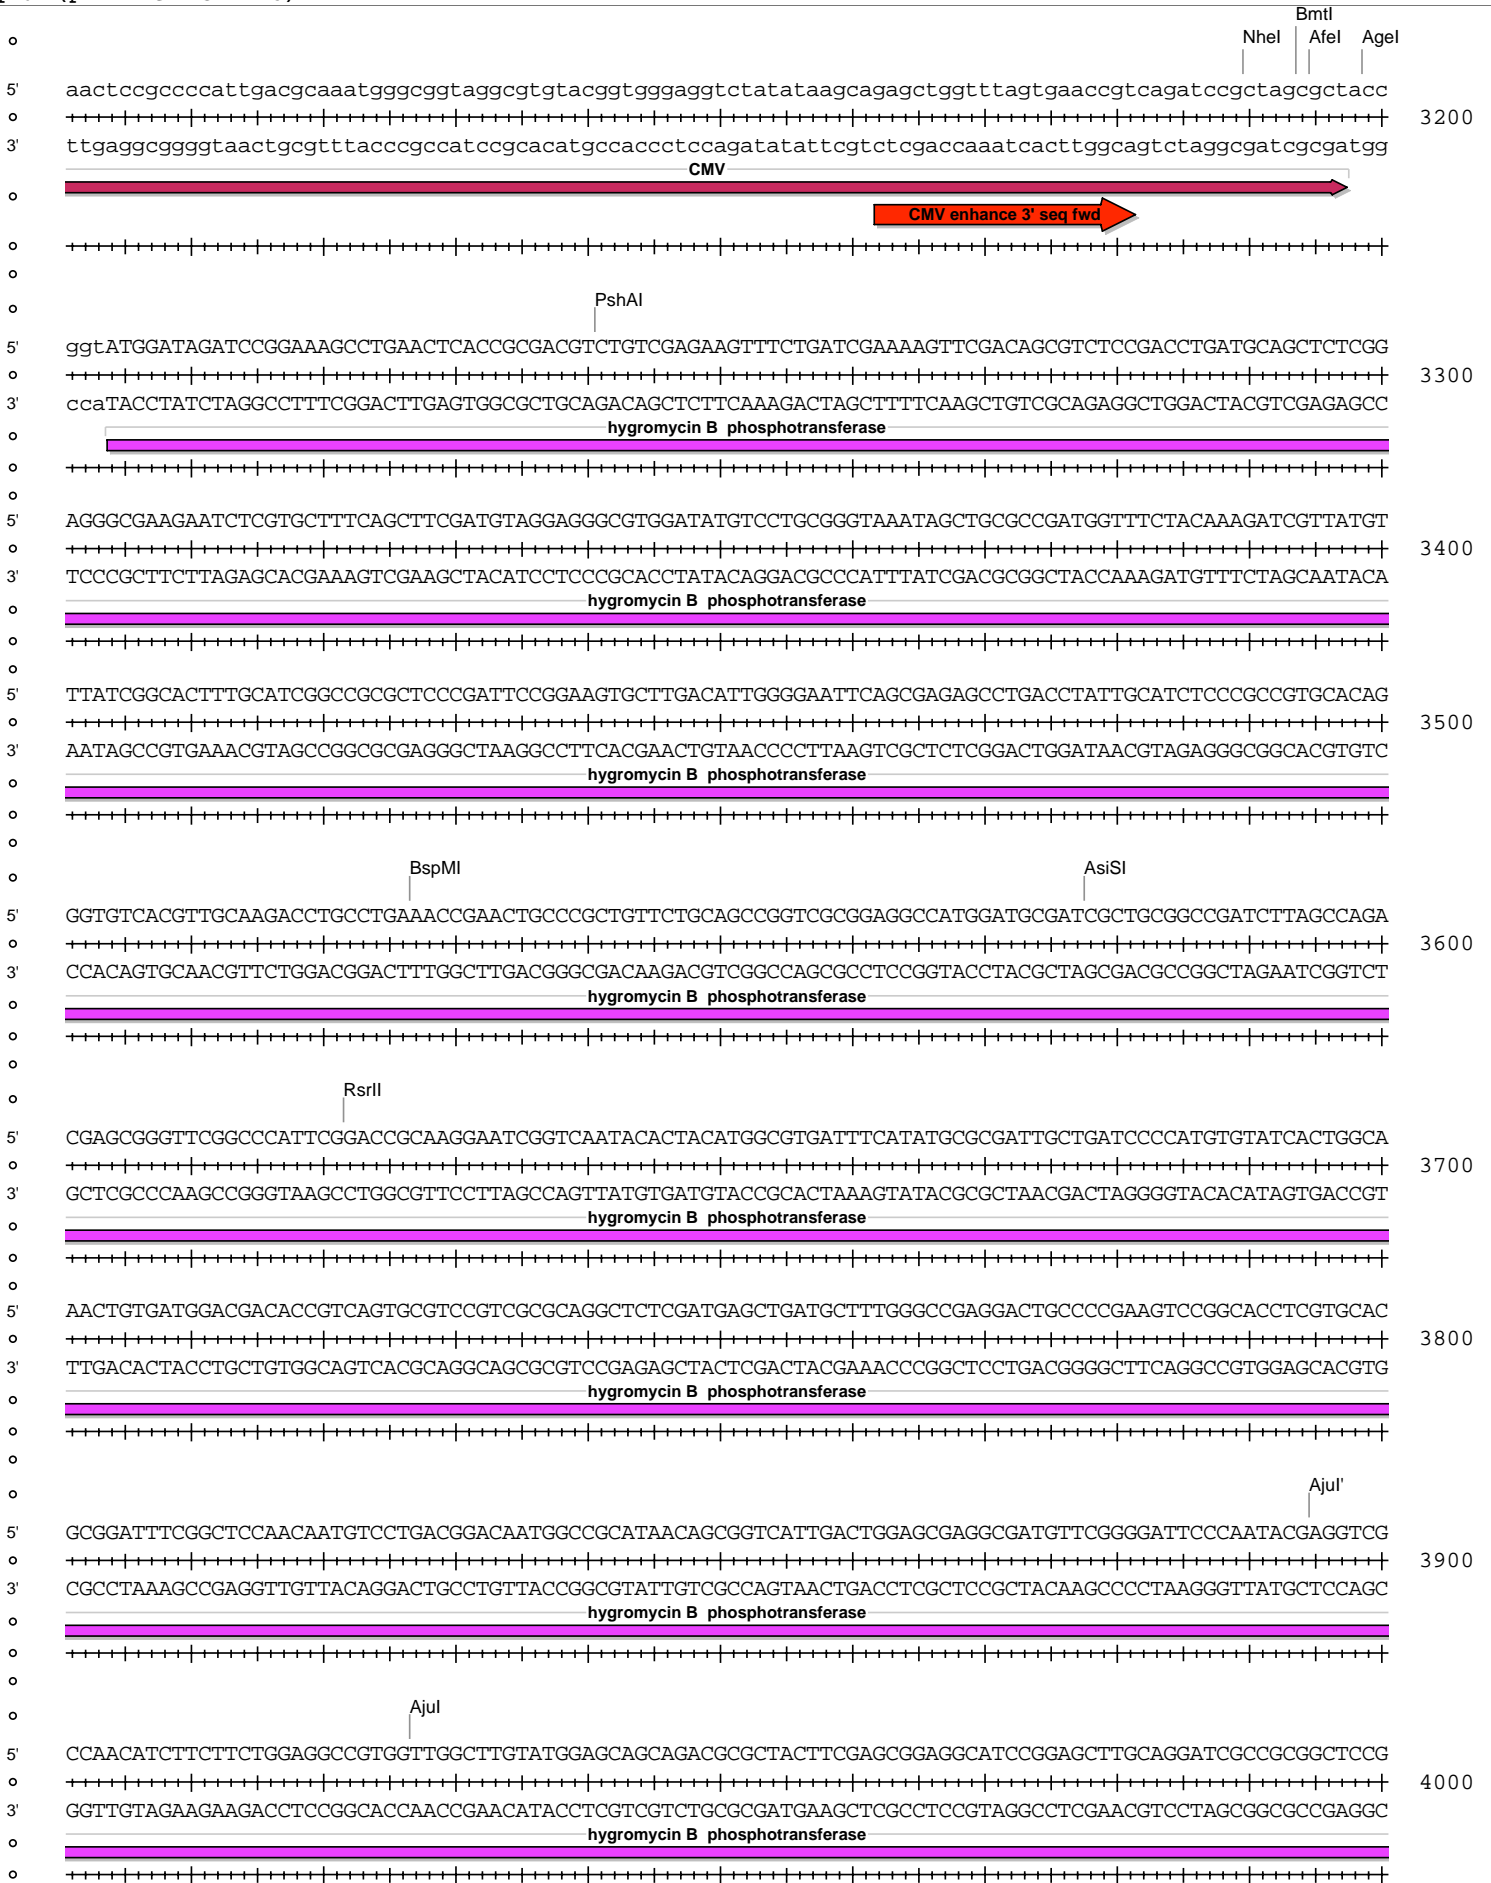 BmtI
NheI AfeI AgeI
5' aactccgccccattgacgcaaatgggcggtaggcgtgtacggtgggaggtctatataagcagagctggtttagtgaaccgtcagatccgctagcgctacc
3200
3' ttgaggcggggtaactgcgtttacccgccatccgcacatgccaccctccagatatattcgtctcgaccaaatcacttggcagtctaggcgatcgcgatgg
CMV
CMV enhance 3' seq fwd
PshAI
5' ggtATGGATAGATCCGGAAAGCCTGAACTCACCGCGACGTCTGTCGAGAAGTTTCTGATCGAAAAGTTCGACAGCGTCTCCGACCTGATGCAGCTCTCGG
3300
3' ccaTACCTATCTAGGCCTTTCGGACTTGAGTGGCGCTGCAGACAGCTCTTCAAAGACTAGCTTTTCAAGCTGTCGCAGAGGCTGGACTACGTCGAGAGCC
hygromycin B phosphotransferase
5' AGGGCGAAGAATCTCGTGCTTTCAGCTTCGATGTAGGAGGGCGTGGATATGTCCTGCGGGTAAATAGCTGCGCCGATGGTTTCTACAAAGATCGTTATGT
3400
3' TCCCGCTTCTTAGAGCACGAAAGTCGAAGCTACATCCTCCCGCACCTATACAGGACGCCCATTTATCGACGCGGCTACCAAAGATGTTTCTAGCAATACA
hygromycin B phosphotransferase
5' TTATCGGCACTTTGCATCGGCCGCGCTCCCGATTCCGGAAGTGCTTGACATTGGGGAATTCAGCGAGAGCCTGACCTATTGCATCTCCCGCCGTGCACAG
3500
3' AATAGCCGTGAAACGTAGCCGGCGCGAGGGCTAAGGCCTTCACGAACTGTAACCCCTTAAGTCGCTCTCGGACTGGATAACGTAGAGGGCGGCACGTGTC
hygromycin B phosphotransferase
BspMI AsiSI
5' GGTGTCACGTTGCAAGACCTGCCTGAAACCGAACTGCCCGCTGTTCTGCAGCCGGTCGCGGAGGCCATGGATGCGATCGCTGCGGCCGATCTTAGCCAGA
3600
3' CCACAGTGCAACGTTCTGGACGGACTTTGGCTTGACGGGCGACAAGACGTCGGCCAGCGCCTCCGGTACCTACGCTAGCGACGCCGGCTAGAATCGGTCT
hygromycin B phosphotransferase
RsrII
5' CGAGCGGGTTCGGCCCATTCGGACCGCAAGGAATCGGTCAATACACTACATGGCGTGATTTCATATGCGCGATTGCTGATCCCCATGTGTATCACTGGCA
3700
3' GCTCGCCCAAGCCGGGTAAGCCTGGCGTTCCTTAGCCAGTTATGTGATGTACCGCACTAAAGTATACGCGCTAACGACTAGGGGTACACATAGTGACCGT
hygromycin B phosphotransferase
5' AACTGTGATGGACGACACCGTCAGTGCGTCCGTCGCGCAGGCTCTCGATGAGCTGATGCTTTGGGCCGAGGACTGCCCCGAAGTCCGGCACCTCGTGCAC
3800
3' TTGACACTACCTGCTGTGGCAGTCACGCAGGCAGCGCGTCCGAGAGCTACTCGACTACGAAACCCGGCTCCTGACGGGGCTTCAGGCCGTGGAGCACGTG
hygromycin B phosphotransferase
AjuI'
5' GCGGATTTCGGCTCCAACAATGTCCTGACGGACAATGGCCGCATAACAGCGGTCATTGACTGGAGCGAGGCGATGTTCGGGGATTCCCAATACGAGGTCG
3900
3' CGCCTAAAGCCGAGGTTGTTACAGGACTGCCTGTTACCGGCGTATTGTCGCCAGTAACTGACCTCGCTCCGCTACAAGCCCCTAAGGGTTATGCTCCAGC
hygromycin B phosphotransferase
AjuI
5' CCAACATCTTCTTCTGGAGGCCGTGGTTGGCTTGTATGGAGCAGCAGACGCGCTACTTCGAGCGGAGGCATCCGGAGCTTGCAGGATCGCCGCGGCTCCG
4000
3' GGTTGTAGAAGAAGACCTCCGGCACCAACCGAACATACCTCGTCGTCTGCGCGATGAAGCTCGCCTCCGTAGGCCTCGAACGTCCTAGCGGCGCCGAGGC
hygromycin B phosphotransferase